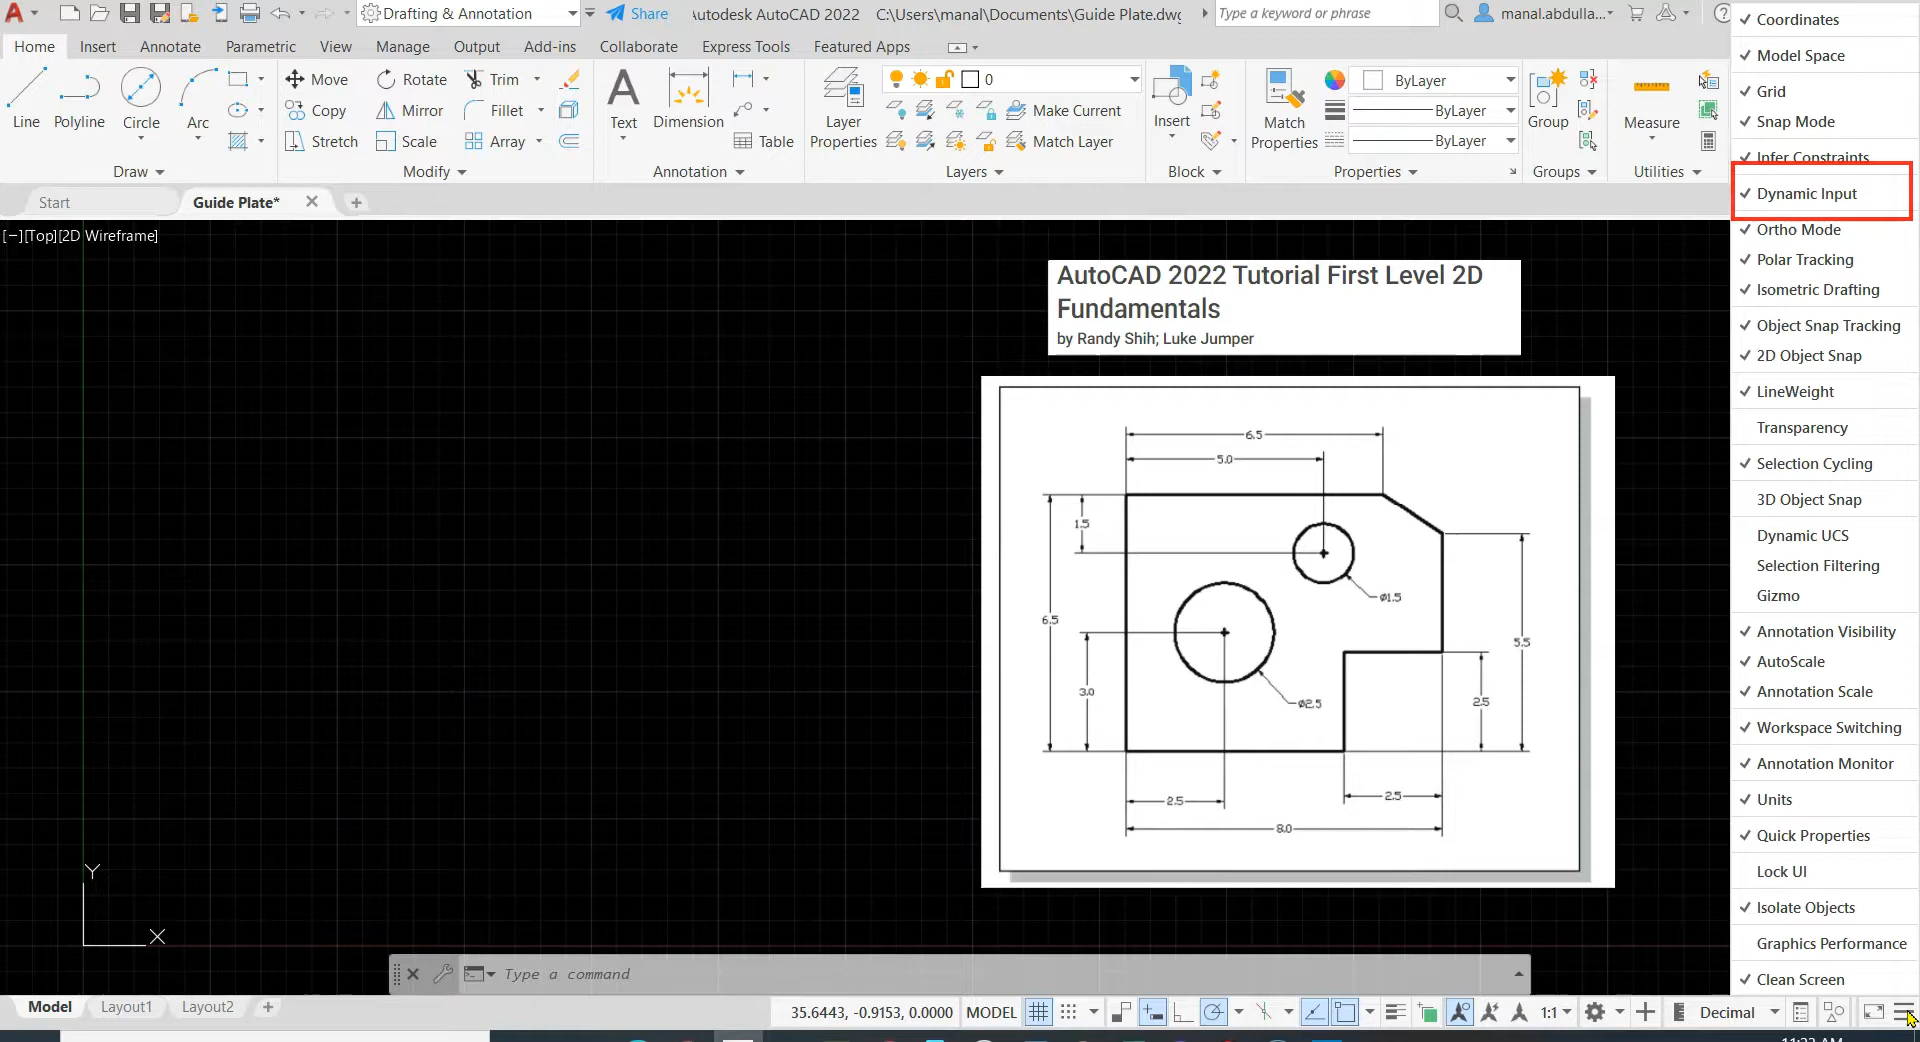 Drafting & Annotation
Share
Autodesk AutoCAD 2022 C:\Users\manal\Documents\Guide Plate.dwg
Type a keyword or phrase
manal.abdulla...
Home Insert Annotate Parametric View Manage Output Add-ins Collaborate Express Tools Featured Apps
Line Polyline Circle Arc
Draw
Move Rotate Trim
Copy Mirror Fillet
Stretch Scale Array
Modify
Text Dimension Table
Annotation
Layer Properties
0
Make Current
Match Layer
Layers
Insert
Block
Match Properties
ByLayer
ByLayer
ByLayer
Properties
Group
Groups
Measure
Utilities
Start Guide Plate*
[−][Top][2D Wireframe]
AutoCAD 2022 Tutorial First Level 2D
Fundamentals
by Randy Shih; Luke Jumper
6.5
5.0
1.5
ø1.5
6.5
5.5
3.0
ø2.5
2.5
2.5
2.5
8.0
Y
X
Coordinates
Model Space
Grid
Snap Mode
Infer Constraints
Dynamic Input
Ortho Mode
Polar Tracking
Isometric Drafting
Object Snap Tracking
2D Object Snap
LineWeight
Transparency
Selection Cycling
3D Object Snap
Dynamic UCS
Selection Filtering
Gizmo
Annotation Visibility
AutoScale
Annotation Scale
Workspace Switching
Annotation Monitor
Units
Quick Properties
Lock UI
Isolate Objects
Graphics Performance
Clean Screen
Type a command
Model Layout1 Layout2
35.6443, -0.9153, 0.0000 MODEL
1:1
Decimal